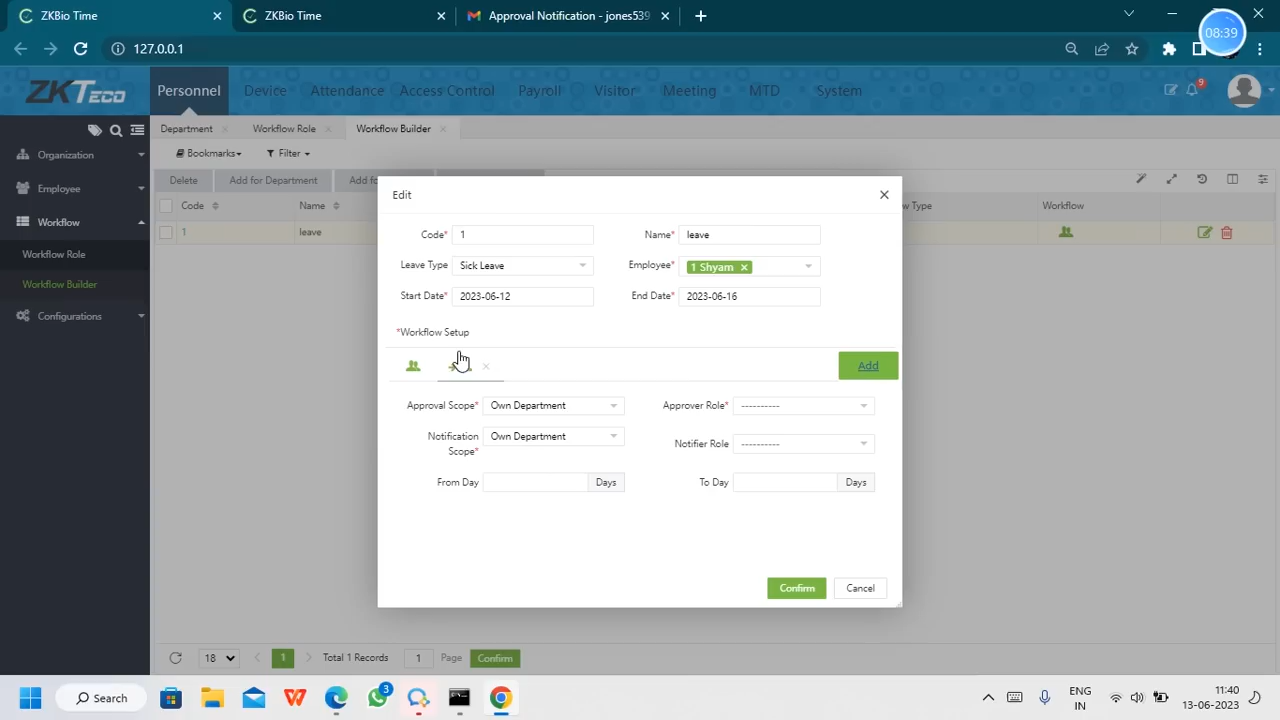 ZKBio Time
ZKBio Time
Approval Notification - jones539
127.0.0.1
08:39
ZKTeco
Personnel
Device
Attendance
Access Control
Payroll
Visitor
Meeting
MTD
System
9
Department
Workflow Role
Workflow Builder
Organization
Employee
Workflow
Workflow Role
Workflow Builder
Configurations
Bookmarks
Filter
Delete
Add for Department
Add fo
Code
Name
w Type
Workflow
1
leave
Edit
Code*
1
Name*
leave
Leave Type
Sick Leave
Employee*
1 Shyam
Start Date*
2023-06-12
End Date*
2023-06-16
*Workflow Setup
Add
Approval Scope*
Own Department
Approver Role*
----------
Notification
Scope*
Own Department
Notifier Role
----------
From Day
Days
To Day
Days
Confirm
Cancel
18
1
Total 1 Records
1
Page
Confirm
Search
3
ENG
IN
11:40
13-06-2023